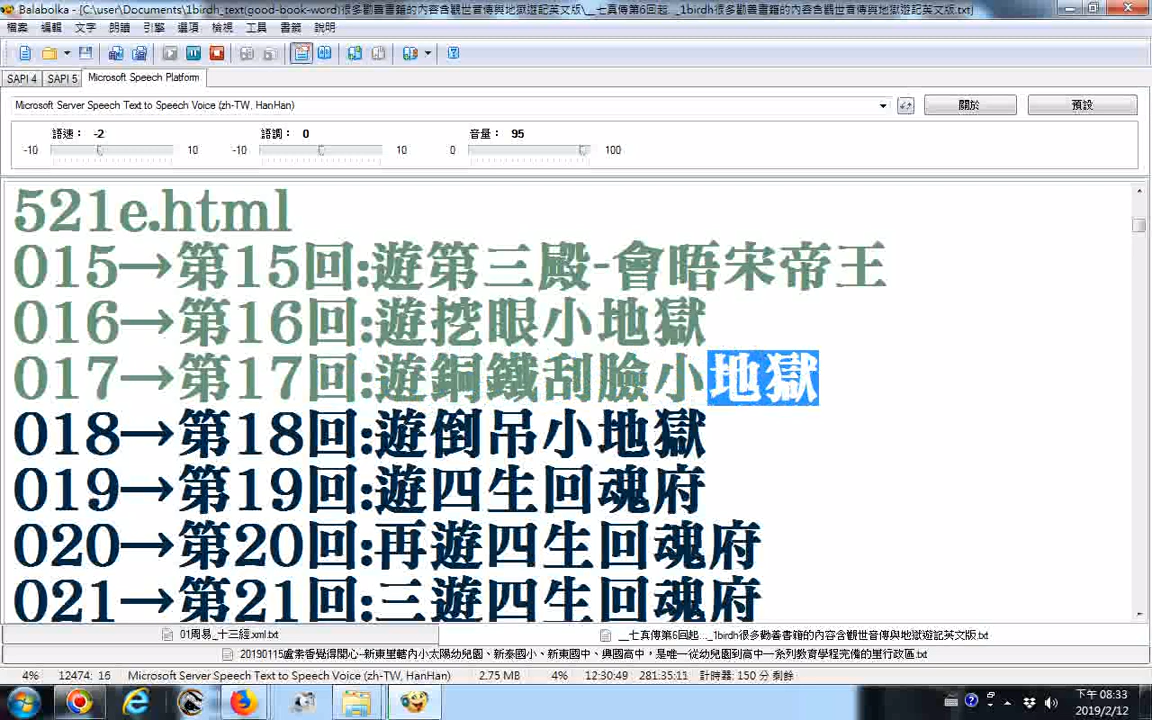 Balabolka - [C:\user\Documents\1birdh_text(good-book-word)很多勸善書籍的內容含觀世音傳與地獄遊記英文版\__七真傳第6回起..._1birdh很多勸善書籍的內容含觀世音傳與地獄遊記英文版.txt]
檔案 編輯 文字 朗讀 引擎 選項 檢視 工具 書籤 說明
SAPI 4 SAPI 5 Microsoft Speech Platform
Microsoft Server Speech Text to Speech Voice (zh-TW, HanHan) 關於 預設
語速： -2 語調： 0 音量： 95
-10 10 -10 10 0 100
521e.html
015→第15回:遊第三殿-會晤宋帝王
016→第16回:遊挖眼小地獄
017→第17回:遊銅鐵刮臉小地獄
018→第18回:遊倒吊小地獄
019→第19回:遊四生回魂府
020→第20回:再遊四生回魂府
021→第21回:三遊四生回魂府
01周易_十三經.xml.txt __七真傳第6回起..._1birdh很多勸善書籍的內容含觀世音傳與地獄遊記英文版.txt
20190115盧素香覺得開心-新東里轄內小太陽幼兒園、新泰國小、新東國中、興國高中，是唯一從幼兒園到高中一系列教育學程完備的里行政區.txt
4% 12474: 16 Microsoft Server Speech Text to Speech Voice (zh-TW, HanHan) 2.75 MB 4% 12:30:49 281:35:11 計時器： 150 分 剩餘
下午 08:33
2019/2/12